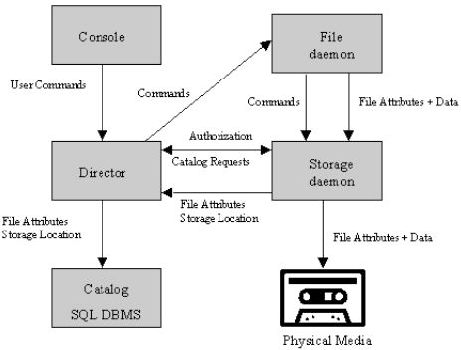 Console
File
daemon
User Commands
Commands
Commands
File Attributes + Data
Authorization
Catalog Requests
Director
Storage
daemon
File Attributes
Storage Location
File Attributes
Storage Location
File Attributes + Data
Catalog
SQL DBMS
Physical Media